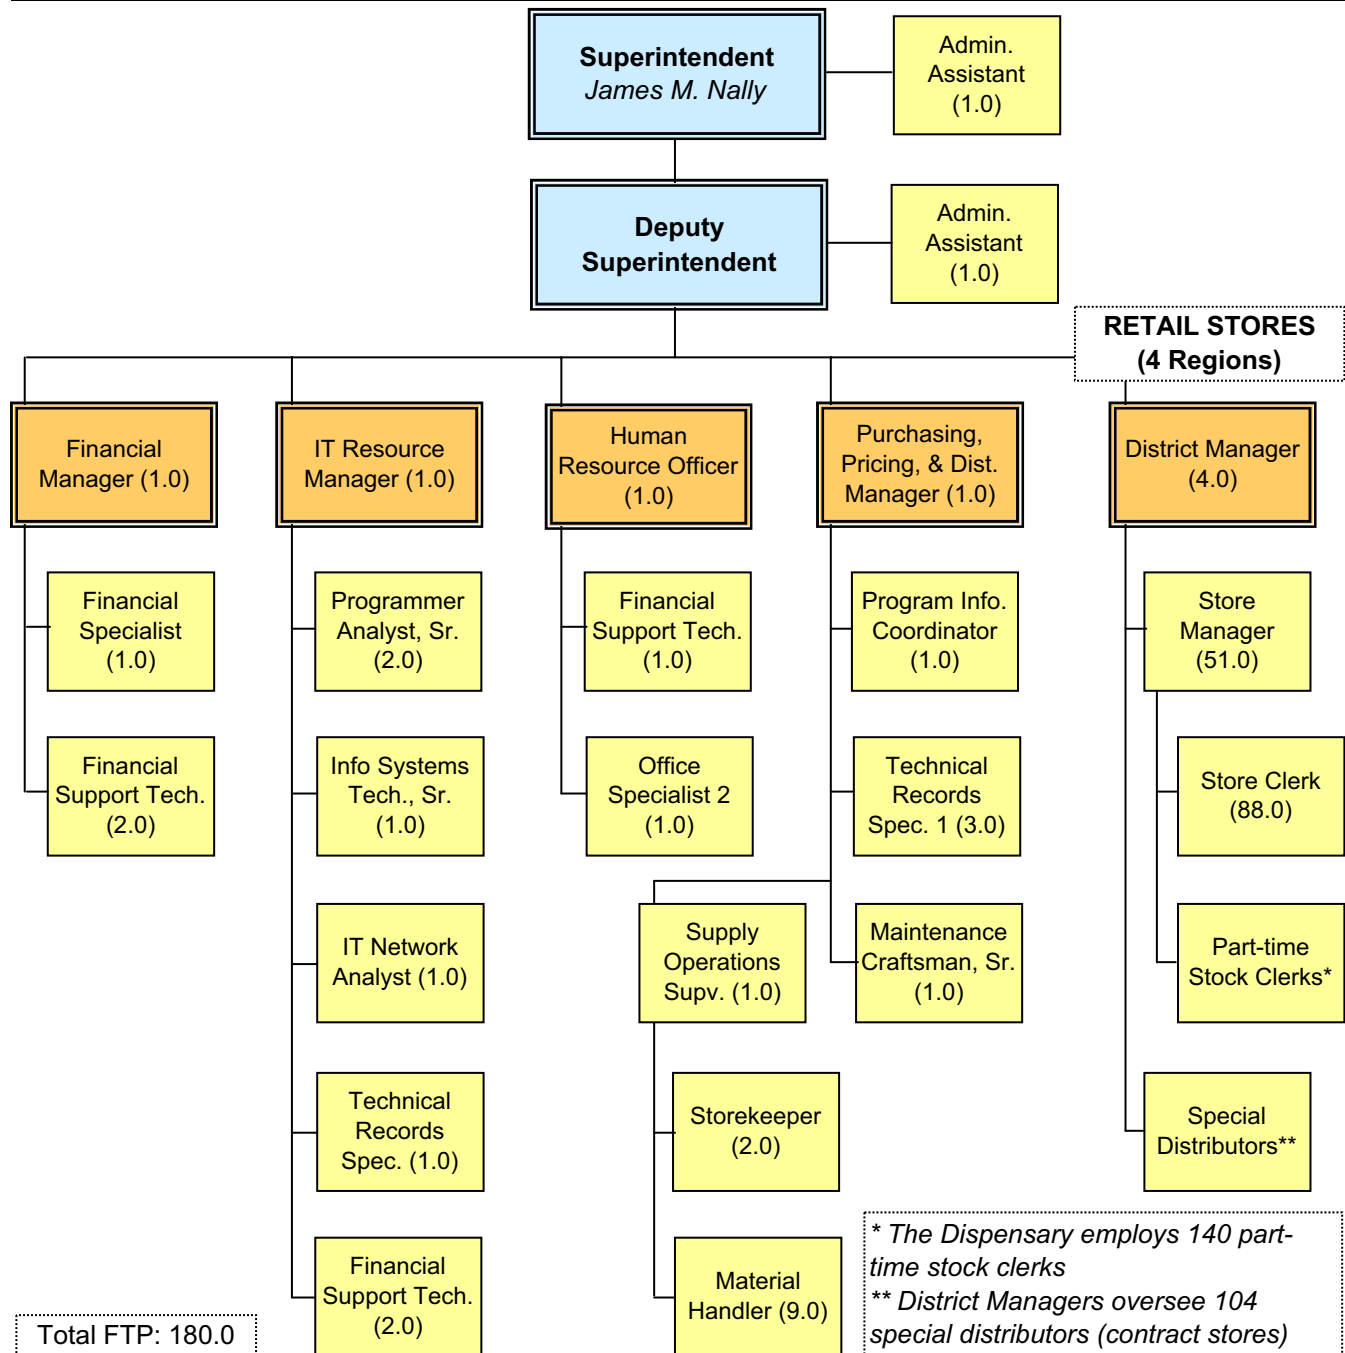 Superintendent
James M. Nally
Admin.
Assistant
(1.0)
Deputy
Superintendent
Admin.
Assistant
(1.0)
RETAIL STORES
(4 Regions)
Financial
Manager (1.0)
IT Resource
Manager (1.0)
Human
Resource Officer
(1.0)
Purchasing,
Pricing, & Dist.
Manager (1.0)
District Manager
(4.0)
Financial
Specialist
(1.0)
Programmer
Analyst, Sr.
(2.0)
Financial
Support Tech.
(1.0)
Program Info.
Coordinator
(1.0)
Store
Manager
(51.0)
Financial
Support Tech.
(2.0)
Info Systems
Tech., Sr.
(1.0)
Office
Specialist 2
(1.0)
Technical
Records
Spec. 1 (3.0)
Store Clerk
(88.0)
IT Network
Analyst (1.0)
Supply
Operations
Supv. (1.0)
Maintenance
Craftsman, Sr.
(1.0)
Part-time
Stock Clerks*
Technical
Records
Spec. (1.0)
Storekeeper
(2.0)
Special
Distributors**
Financial
Support Tech.
(2.0)
Material
Handler (9.0)
* The Dispensary employs 140 part-
time stock clerks
** District Managers oversee 104
special distributors (contract stores)
Total FTP: 180.0